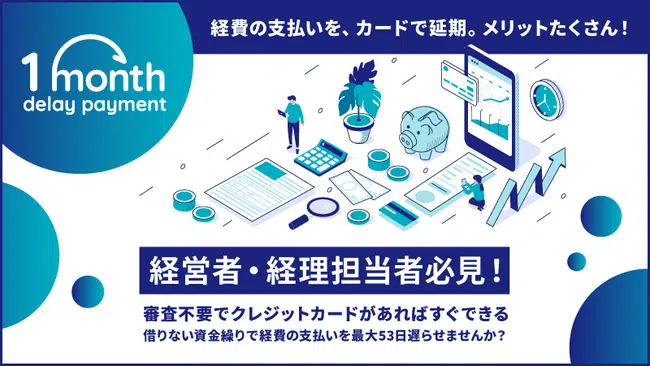 経費の支払いを、カードで延期。メリットたくさん!
1 month
delay payment
経営者・経理担当者必見!
審査不要でクレジットカードがあればすぐできる
借りない資金繰りで経費の支払いを最大53日遅らせませんか?